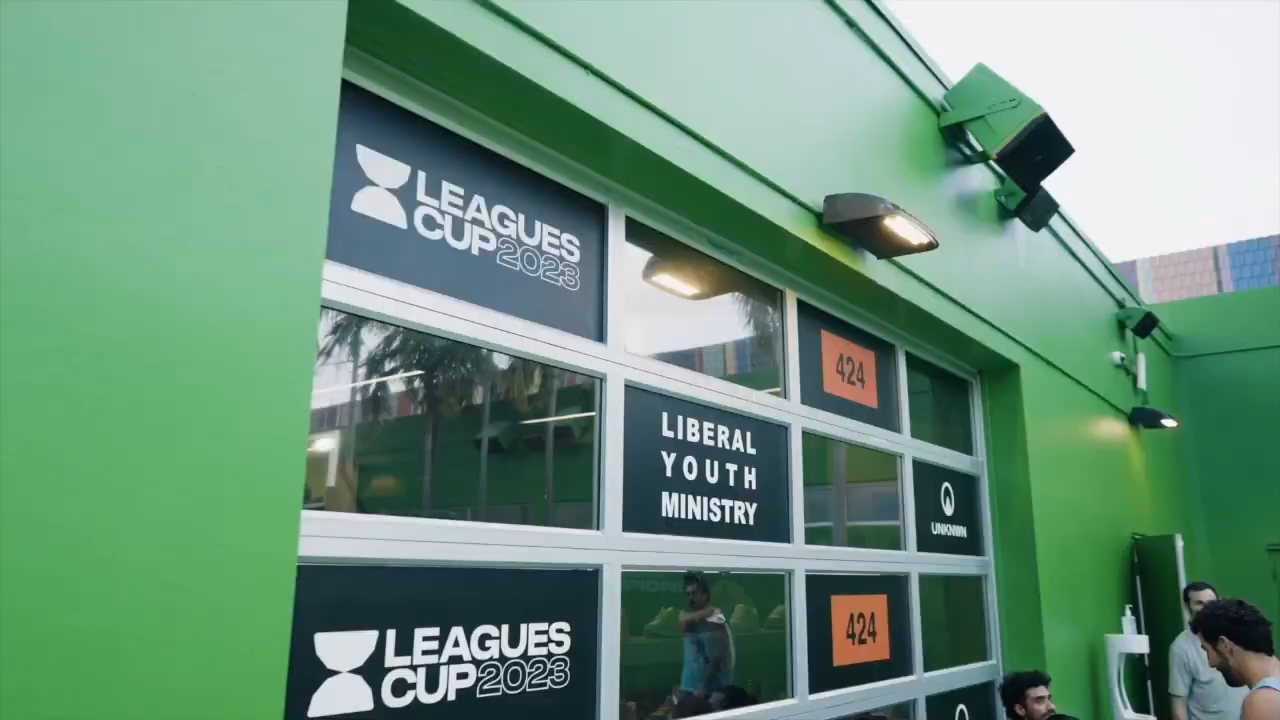 LEAGUES
CUP2023
424
LIBERAL
YOUTH
MINISTRY
UNKNWN
LEAGUES
CUP2023
424